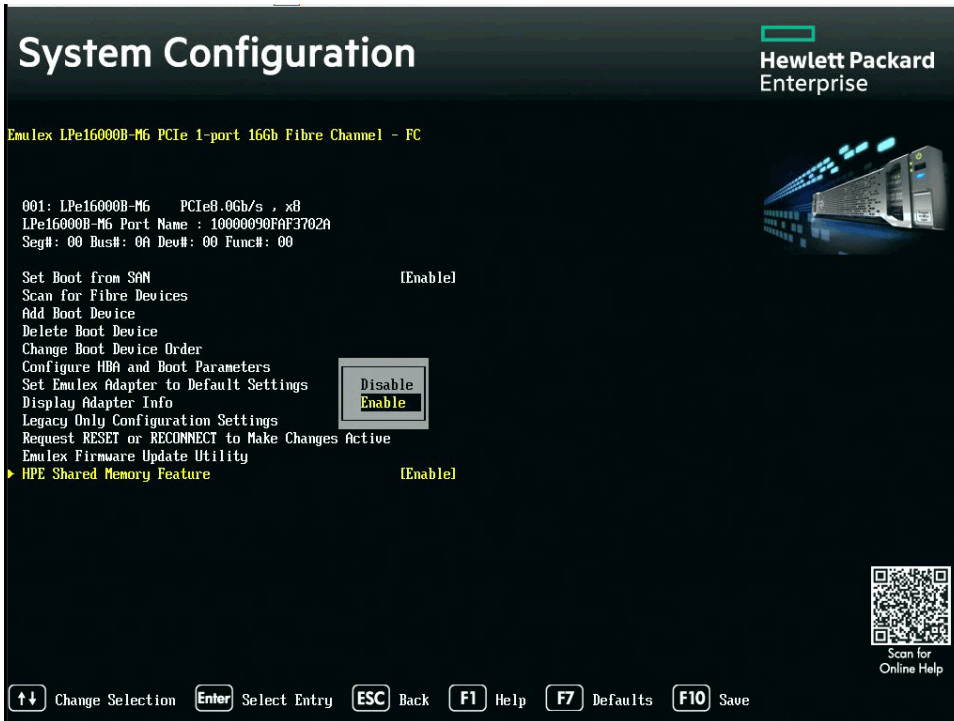 System Configuration
Hewlett Packard
Enterprise
Emulex LPe16000B-M6 PCIe 1-port 16Gb Fibre Channel - FC
001: LPe16000B-M6 PCIe8.0Gb/s , x8
LPe16000B-M6 Port Name : 10000090FAF3702A
Seg#: 00 Bus#: 0A Dev#: 00 Func#: 00
Set Boot from SAN [Enable]
Scan for Fibre Devices
Add Boot Device
Delete Boot Device
Change Boot Device Order
Configure HBA and Boot Parameters
Set Emulex Adapter to Default Settings Disable
Display Adapter Info Enable
Legacy Only Configuration Settings
Request RESET or RECONNECT to Make Changes Active
Emulex Firmware Update Utility
HPE Shared Memory Feature [Enable]
Scan for
Online Help
Change Selection Enter Select Entry ESC Back F1 Help F7 Defaults F10 Save